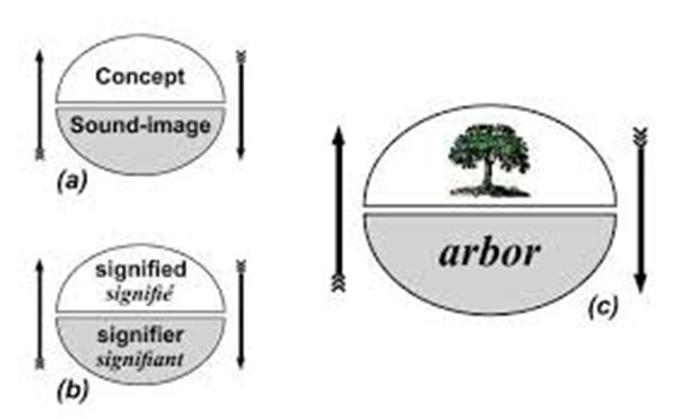 Concept
Sound-image
(a)
signified
signifié
signifier
signifiant
(b)
arbor
(c)